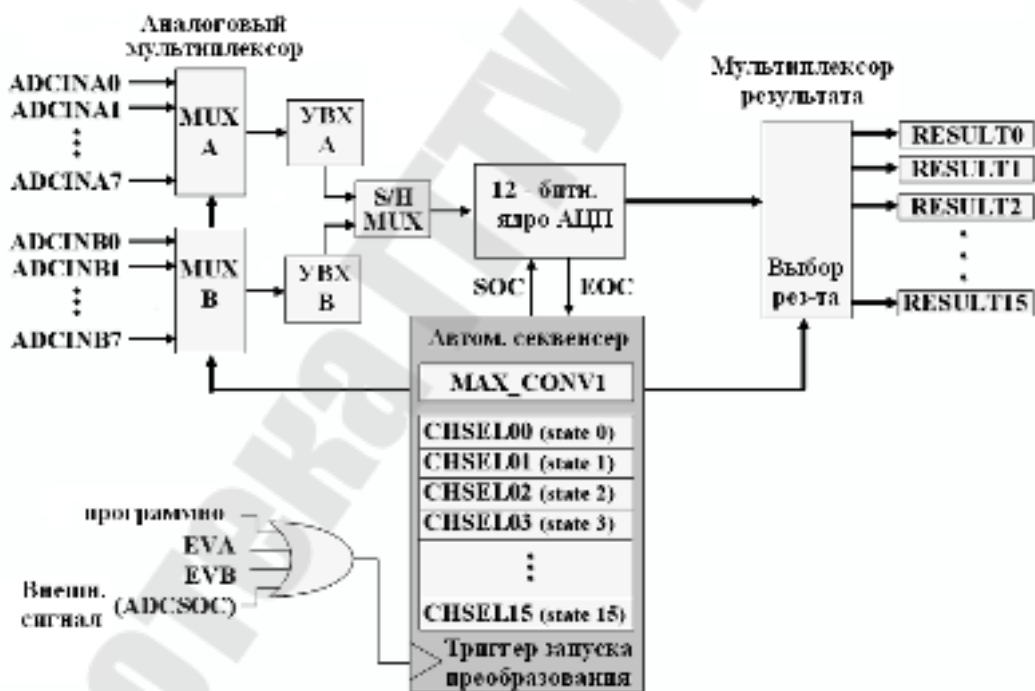 Аналоговый
мультиплексор
ADCINA0
ADCINA1
ADCINA7
MUX
A
УВХ
A
ADCINB0
ADCINB1
ADCINB7
MUX
B
УВХ
B
S/H
MUX
12 - битн.
ядро АЦП
SOC
EOC
Мультиплексор
результата
Выбор
рез-та
RESULT0
RESULT1
RESULT2
RESULT15
Автом. секвенсер
MAX_CONV1
CHSEL00 (state 0)
CHSEL01 (state 1)
CHSEL02 (state 2)
CHSEL03 (state 3)
CHSEL15 (state 15)
Триггер запуска
преобразования
программно
EVA
EVB
Внешн.
сигнал
(ADCSOC)